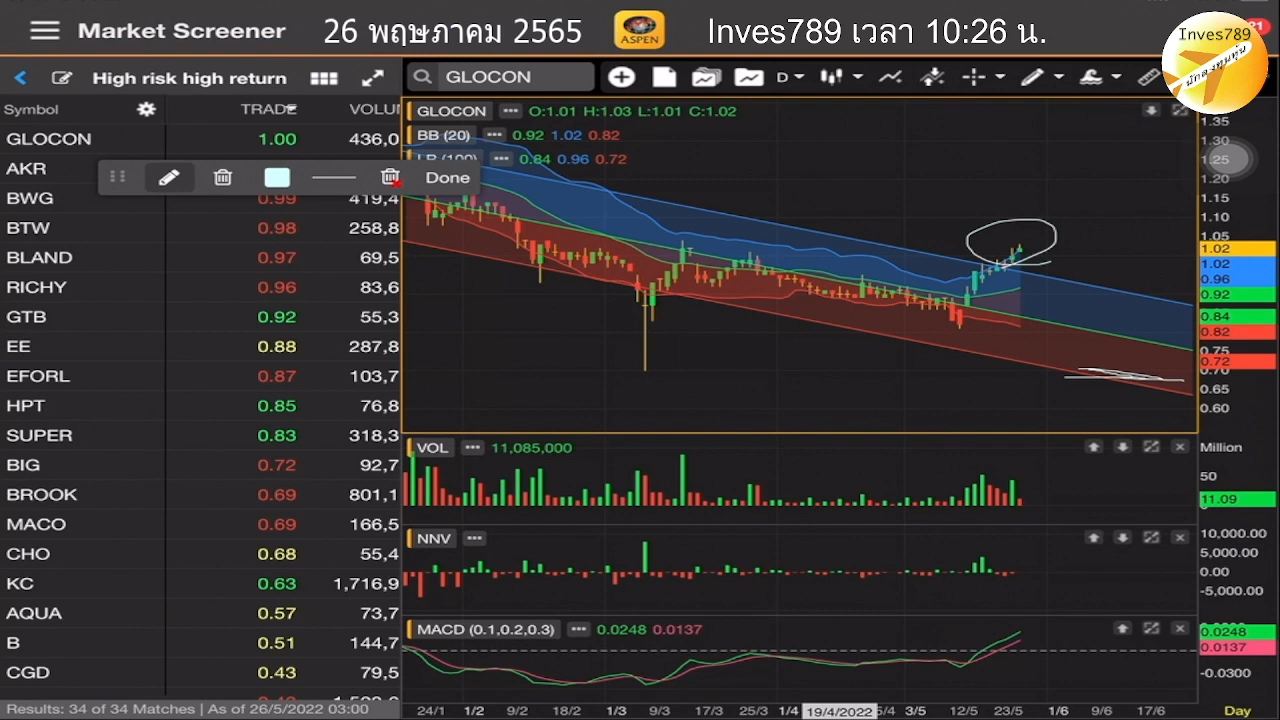 Market Screener
26 พฤษภาคม 2565
ASPEN
Inves789 เวลา 10:26 น.
Inves789
นักลงทุนหุ้น
High risk high return
GLOCON
D
Symbol TRADE VOLU
GLOCON 1.00 436,0
AKR
BWG 0.99 419,4
BTW 0.98 258,8
BLAND 0.97 69,5
RICHY 0.96 83,6
GTB 0.92 55,3
EE 0.88 287,8
EFORL 0.87 103,7
HPT 0.85 76,8
SUPER 0.83 318,3
BIG 0.72 92,7
BROOK 0.69 801,1
MACO 0.69 166,5
CHO 0.68 55,4
KC 0.63 1,716,9
AQUA 0.57 73,7
B 0.51 144,7
CGD 0.43 79,5
Results: 34 of 34 Matches | As of 26/5/2022 03:00
Done
GLOCON O:1.01 H:1.03 L:1.01 C:1.02
BB (20) 0.92 1.02 0.82
LR (100) 0.84 0.96 0.72
1.35
1.30
1.25
1.20
1.15
1.10
1.05
1.02
1.02
0.96
0.92
0.84
0.82
0.75
0.72
0.70
0.65
0.60
VOL 11,085,000
Million
50
11.09
NNV
10,000.00
5,000.00
0.00
-5,000.00
MACD (0.1,0.2,0.3) 0.0248 0.0137
0.0248
0.0137
-0.0300
24/1 1/2 9/2 18/2 1/3 9/3 17/3 25/3 1/4 19/4/2022 3/5 12/5 23/5 1/6 9/6 17/6 Day